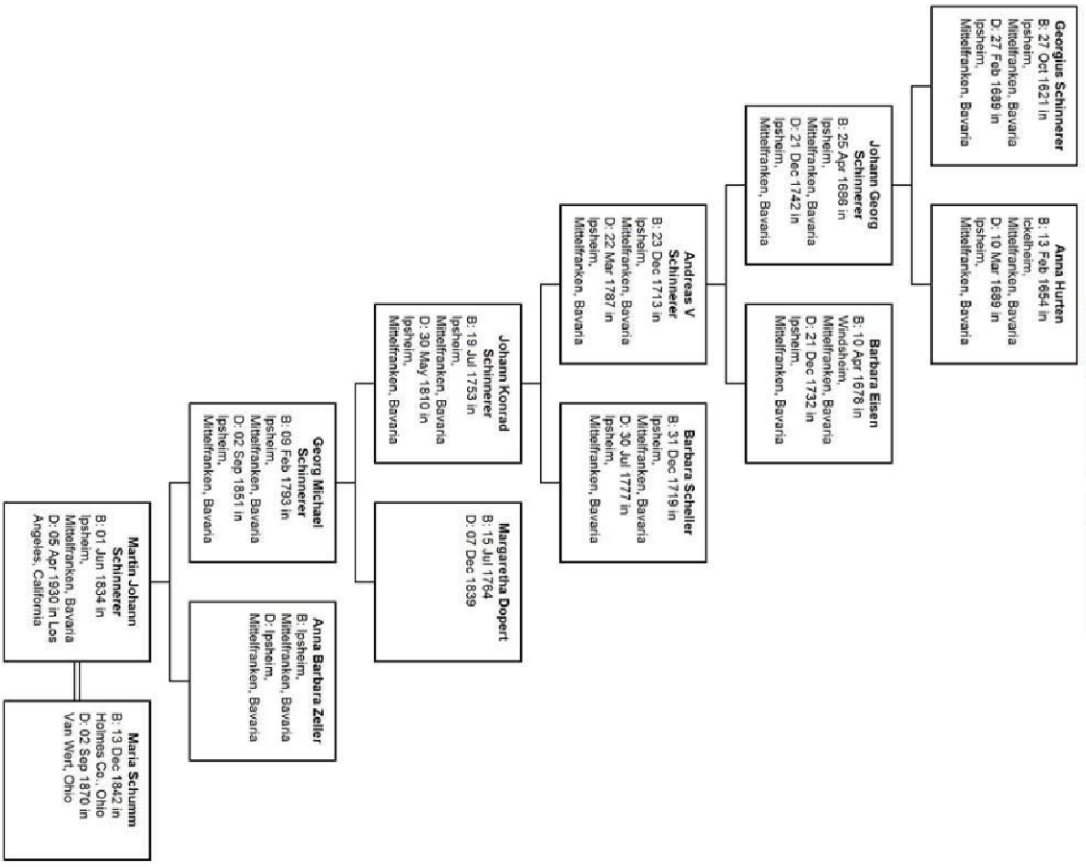 Georgius Schinnerer
B: 27 Oct 1621 in
Ipsheim,
Mittelfranken, Bavaria
D: 27 Feb 1689 in
Ipsheim,
Mittelfranken, Bavaria
Anna Hurten
B: 13 Feb 1654 in
Ickelheim,
Mittelfranken, Bavaria
D: 10 Mar 1689 in
Ipsheim,
Mittelfranken, Bavaria
Johann Georg
Schinnerer
B: 25 Apr 1686 in
Ipsheim,
Mittelfranken, Bavaria
D: 21 Dec 1742 in
Ipsheim,
Mittelfranken, Bavaria
Barbara Eisen
B: 10 Apr 1678 in
Windsheim,
Mittelfranken, Bavaria
D: 21 Dec 1732 in
Ipsheim,
Mittelfranken, Bavaria
Andreas V
Schinnerer
B: 23 Dec 1713 in
Ipsheim,
Mittelfranken, Bavaria
D: 22 Mar 1787 in
Ipsheim,
Mittelfranken, Bavaria
Barbara Scheller
B: 31 Dec 1719 in
Ipsheim,
Mittelfranken, Bavaria
D: 30 Jul 1777 in
Ipsheim,
Mittelfranken, Bavaria
Johann Konrad
Schinnerer
B: 19 Jul 1753 in
Ipsheim,
Mittelfranken, Bavaria
D: 30 May 1810 in
Ipsheim,
Mittelfranken, Bavaria
Margaretha Dopert
B: 15 Jul 1764
D: 07 Dec 1839
Georg Michael
Schinnerer
B: 09 Feb 1793 in
Ipsheim,
Mittelfranken, Bavaria
D: 02 Sep 1851 in
Ipsheim,
Mittelfranken, Bavaria
Anna Barbara Zeller
B: Ipsheim,
Mittelfranken, Bavaria
D: Ipsheim,
Mittelfranken, Bavaria
Martin Johann
Schinnerer
B: 01 Jun 1834 in
Ipsheim,
Mittelfranken, Bavaria
D: 05 Apr 1930 in Los
Angeles, California
Maria Schumm
B: 13 Dec 1842 in
Holmes Co., Ohio
D: 02 Sep 1870 in
Van Wert, Ohio